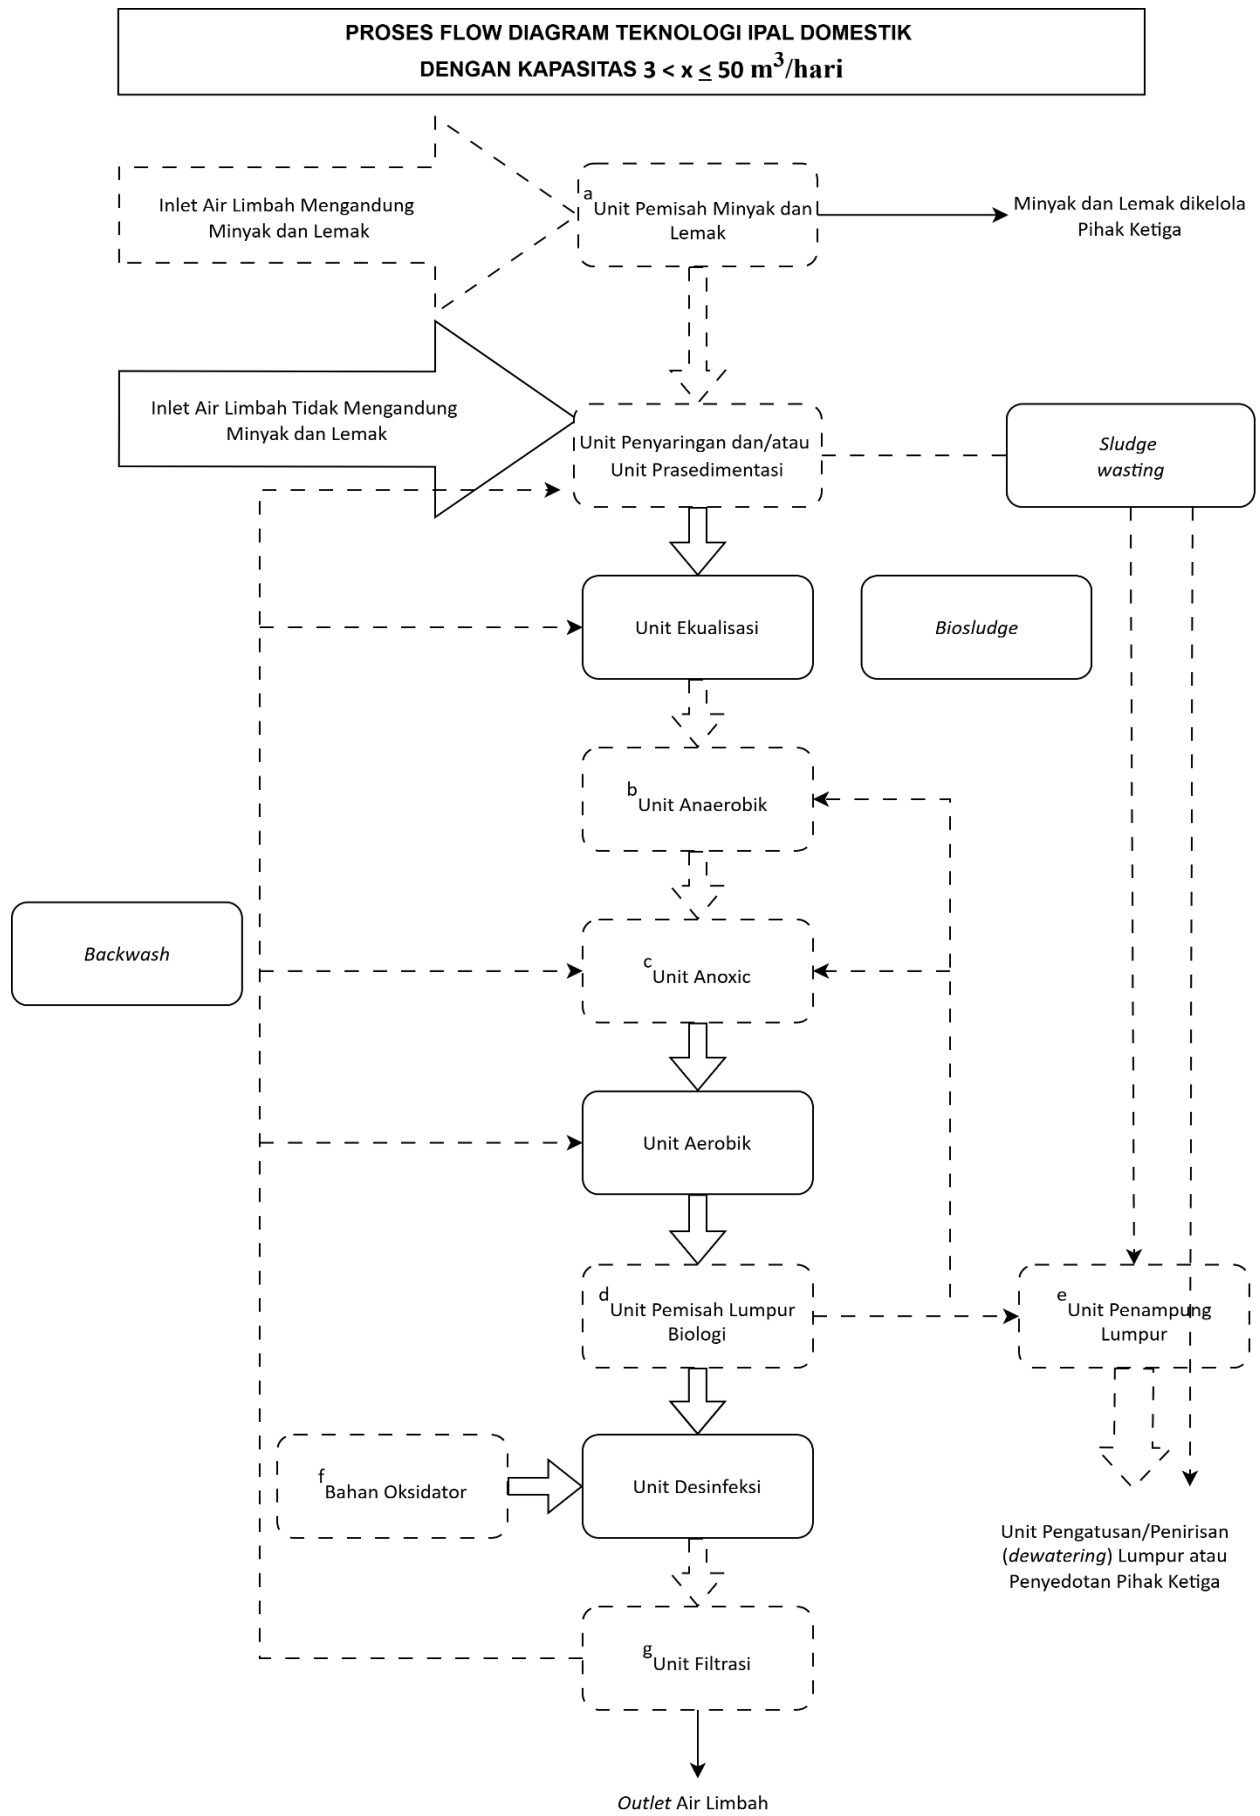 PROSES FLOW DIAGRAM TEKNOLOGI IPAL DOMESTIK
DENGAN KAPASITAS 3 < x ≤ 50 m³/hari
Inlet Air Limbah Mengandung
Minyak dan Lemak
a Unit Pemisah Minyak dan
Lemak
Minyak dan Lemak dikelola
Pihak Ketiga
Inlet Air Limbah Tidak Mengandung
Minyak dan Lemak
Unit Penyaringan dan/atau
Unit Prasedimentasi
Sludge
wasting
Unit Ekualisasi
Biosludge
b Unit Anaerobik
Backwash
c Unit Anoxic
Unit Aerobik
d Unit Pemisah Lumpur
Biologi
e Unit Penampung
Lumpur
f Bahan Oksidator
Unit Desinfeksi
Unit Pengatusan/Penirisan
(dewatering) Lumpur atau
Penyedotan Pihak Ketiga
g Unit Filtrasi
Outlet Air Limbah